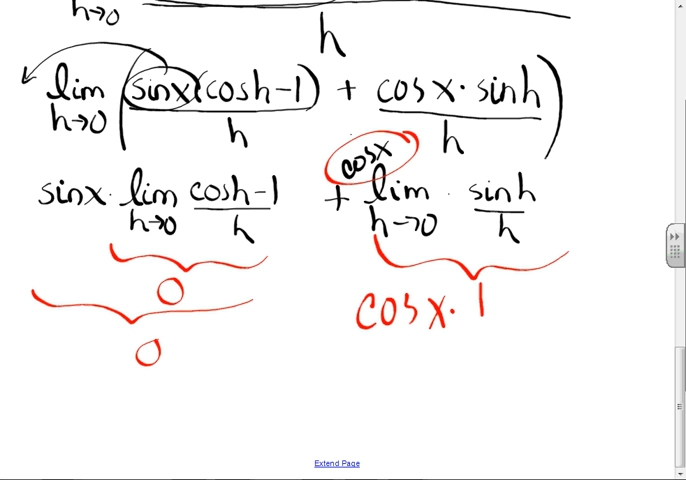 h→0
h
lim h→0 ( sinx(cosh-1)/h + cosx·sinh/h )
cosx
sinx· lim h→0 cosh-1/h + lim h→0 · sinh/h
0 cosx·1
0
Extend Page